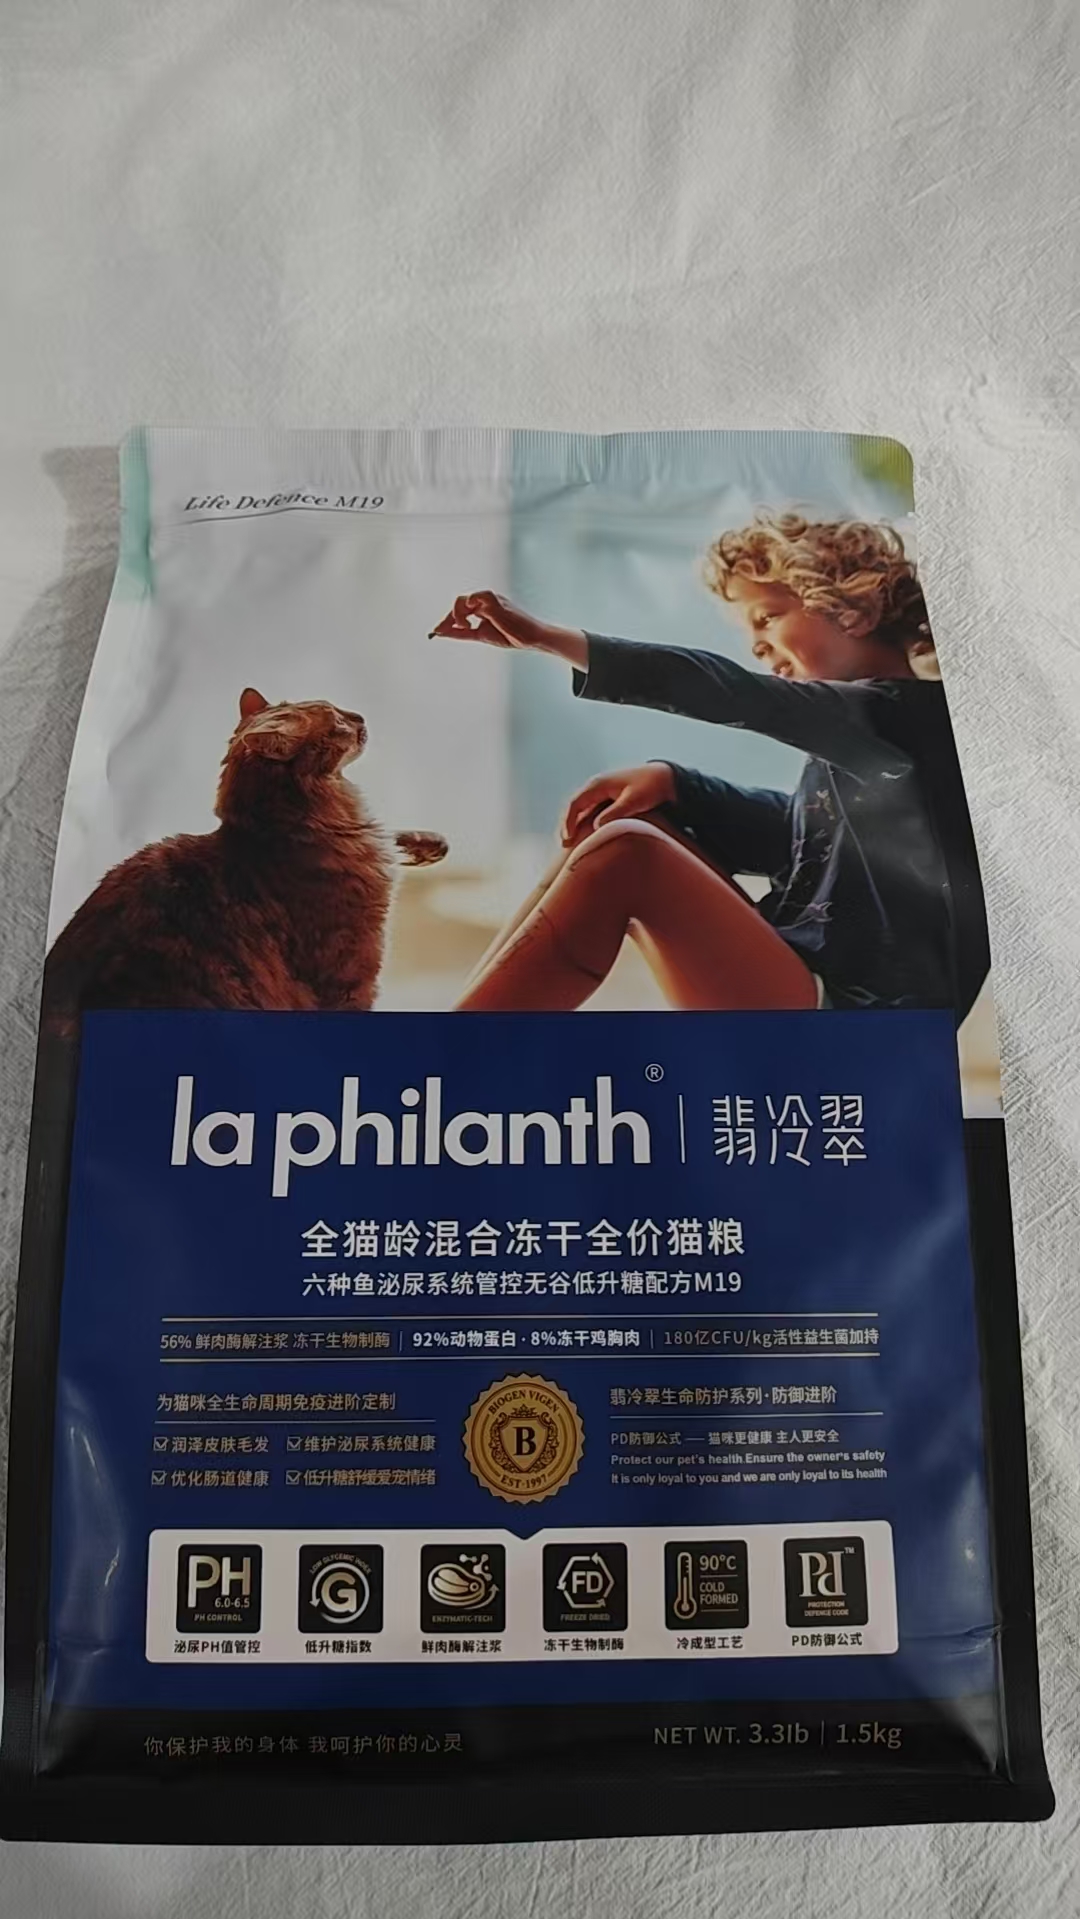 Life Defence M19
la philanth® | 翡冷翠
全猫龄混合冻干全价猫粮
六种鱼泌尿系统管控无谷低升糖配方M19
56% 鲜肉酶解注浆 冻干生物制酶 | 92%动物蛋白·8%冻干鸡胸肉 | 180亿CFU/kg活性益生菌加持
为猫咪全生命周期免疫进阶定制
润泽皮肤毛发 维护泌尿系统健康
优化肠道健康 低升糖舒缓爱宠情绪
BIOGEN VIGEN
B
EST·1997
翡冷翠生命防护系列·防御进阶
PD防御公式 —— 猫咪更健康 主人更安全
Protect our pet's health Ensure the owner's safety
It is only loyal to you and we are only loyal to its health
PH
6.0-6.5
PH CONTROL
泌尿PH值管控
LOW GLYCEMIC INDEX
G
低升糖指数
ENZYMATIC-TECH
鲜肉酶解注浆
FD
FREEZE DRIED
冻干生物制酶
90°C
COLD
FORMED
冷成型工艺
PD™
PROTECTION
DEFENCE CODE
PD防御公式
你保护我的身体 我呵护你的心灵
NET WT. 3.3lb | 1.5kg